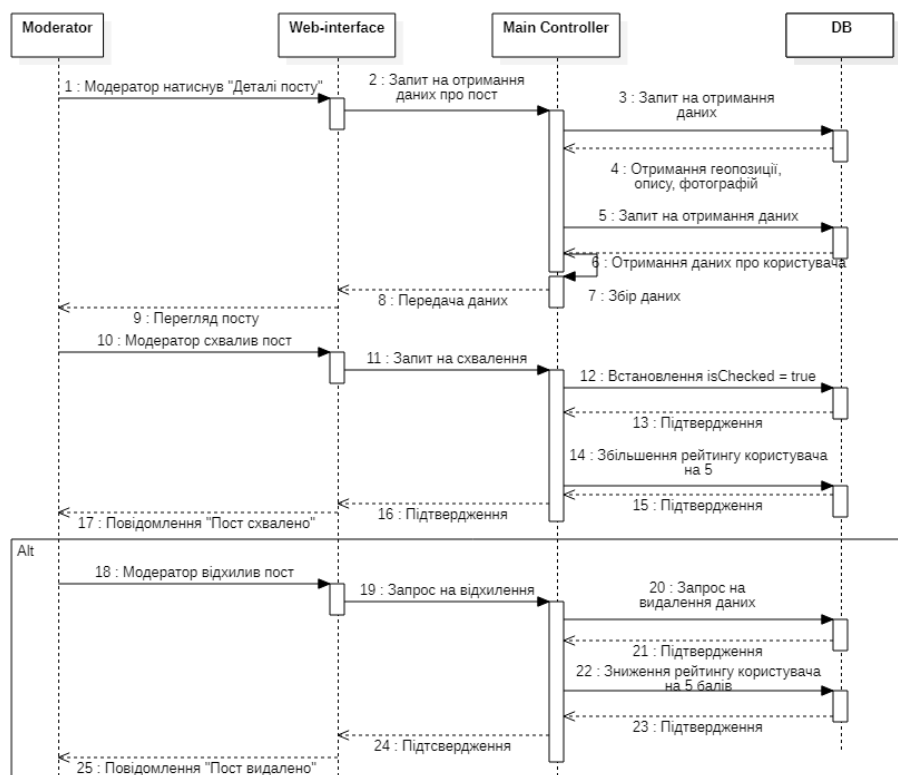 Moderator
Web-interface
Main Controller
DB
1 : Модератор натиснув "Деталі посту"
2 : Запит на отримання
даних про пост
3 : Запит на отримання
даних
4 : Отримання геопозиції,
опису, фотографій
5 : Запит на отримання даних
6 : Отримання даних про користувача
7 : Збір даних
8 : Передача даних
9 : Перегляд посту
10 : Модератор схвалив пост
11 : Запит на схвалення
12 : Встановлення isChecked = true
13 : Підтвердження
14 : Збільшення рейтингу користувача
на 5
15 : Підтвердження
16 : Підтвердження
17 : Повідомлення "Пост схвалено"
Alt
18 : Модератор відхилив пост
19 : Запрос на відхилення
20 : Запрос на
видалення даних
21 : Підтвердження
22 : Зниження рейтингу користувача
на 5 балів
23 : Підтвердження
24 : Підтсвердження
25 : Повідомлення "Пост видалено"